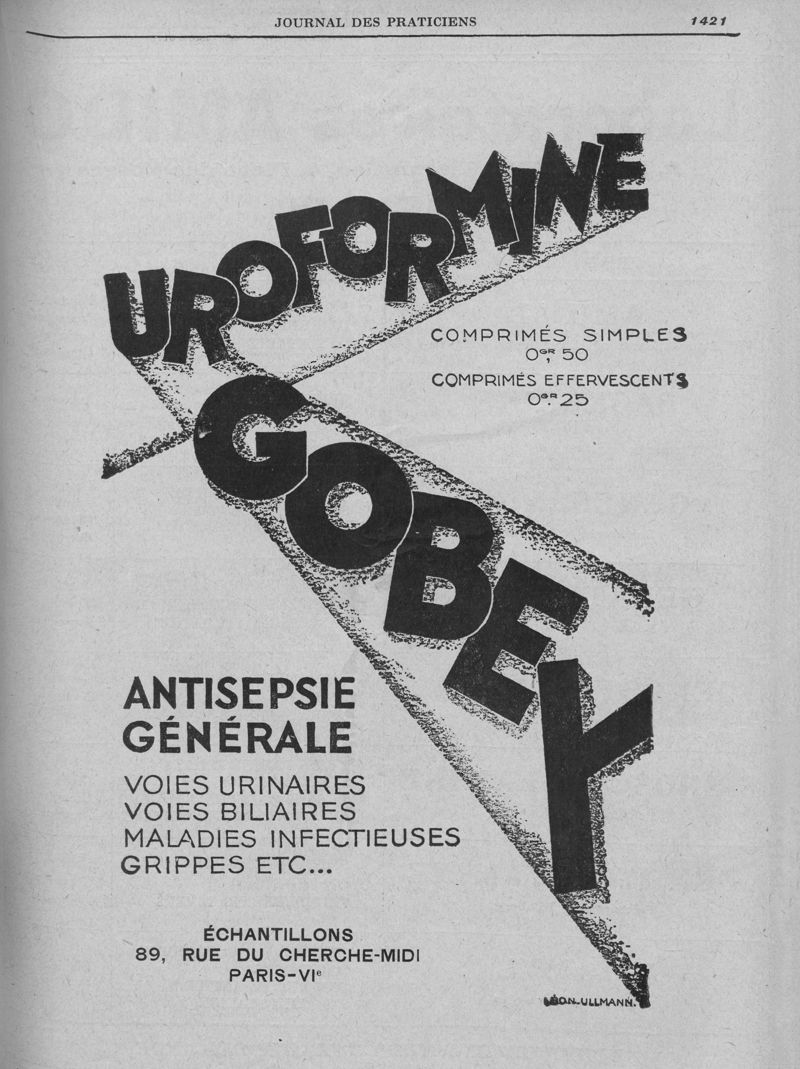 JOURNAL DES PRATICIENS 1421
UROFORMINE
COMPRIMÉS SIMPLES
0GR, 50
COMPRIMÉS EFFERVESCENTS
0GR. 25
GOBEY
ANTISEPSIE
GÉNÉRALE
VOIES URINAIRES
VOIES BILIAIRES
MALADIES INFECTIEUSES
GRIPPES ETC...
ÉCHANTILLONS
89, RUE DU CHERCHE-MIDI
PARIS-VIe
LÉON-ULLMANN.